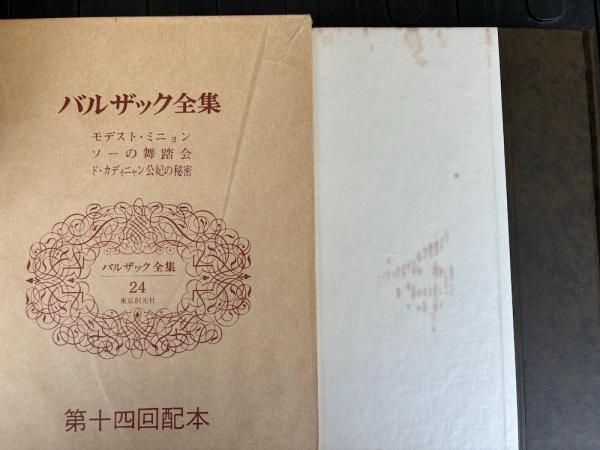 バルザック全集
モデスト・ミニョン
ソーの舞踏会
ド・カディニャン公妃の秘密
バルザック全集
24
東京創元社
第十四回配本